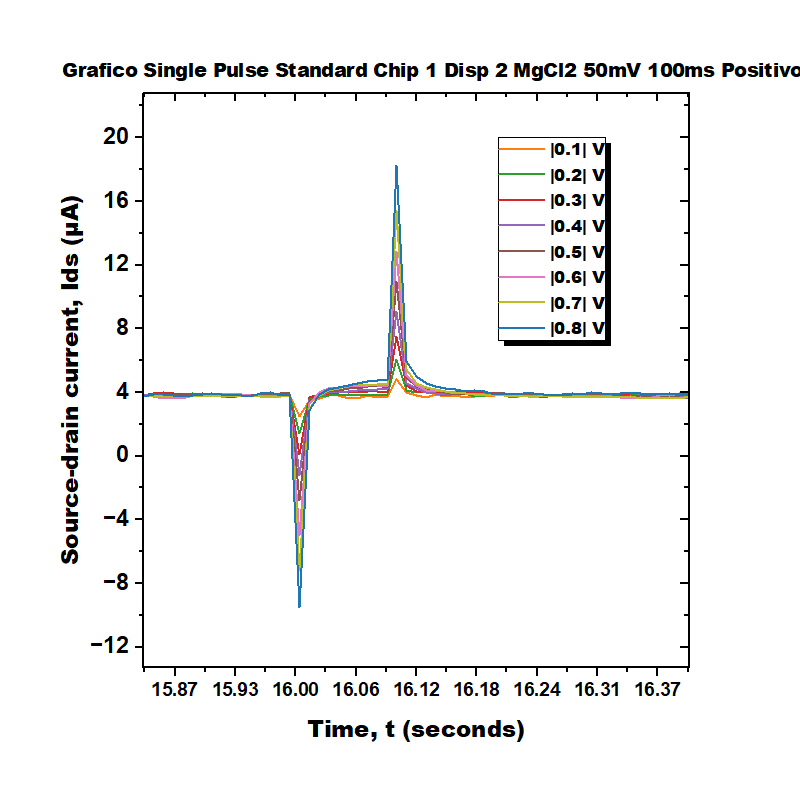 Grafico Single Pulse Standard Chip 1 Disp 2 MgCl2 50mV 100ms Positivo
20
16
12
8
4
0
−4
−8
−12
Source-drain current, Ids (μA)
|0.1| V
|0.2| V
|0.3| V
|0.4| V
|0.5| V
|0.6| V
|0.7| V
|0.8| V
15.87 15.93 16.00 16.06 16.12 16.18 16.24 16.31 16.37
Time, t (seconds)